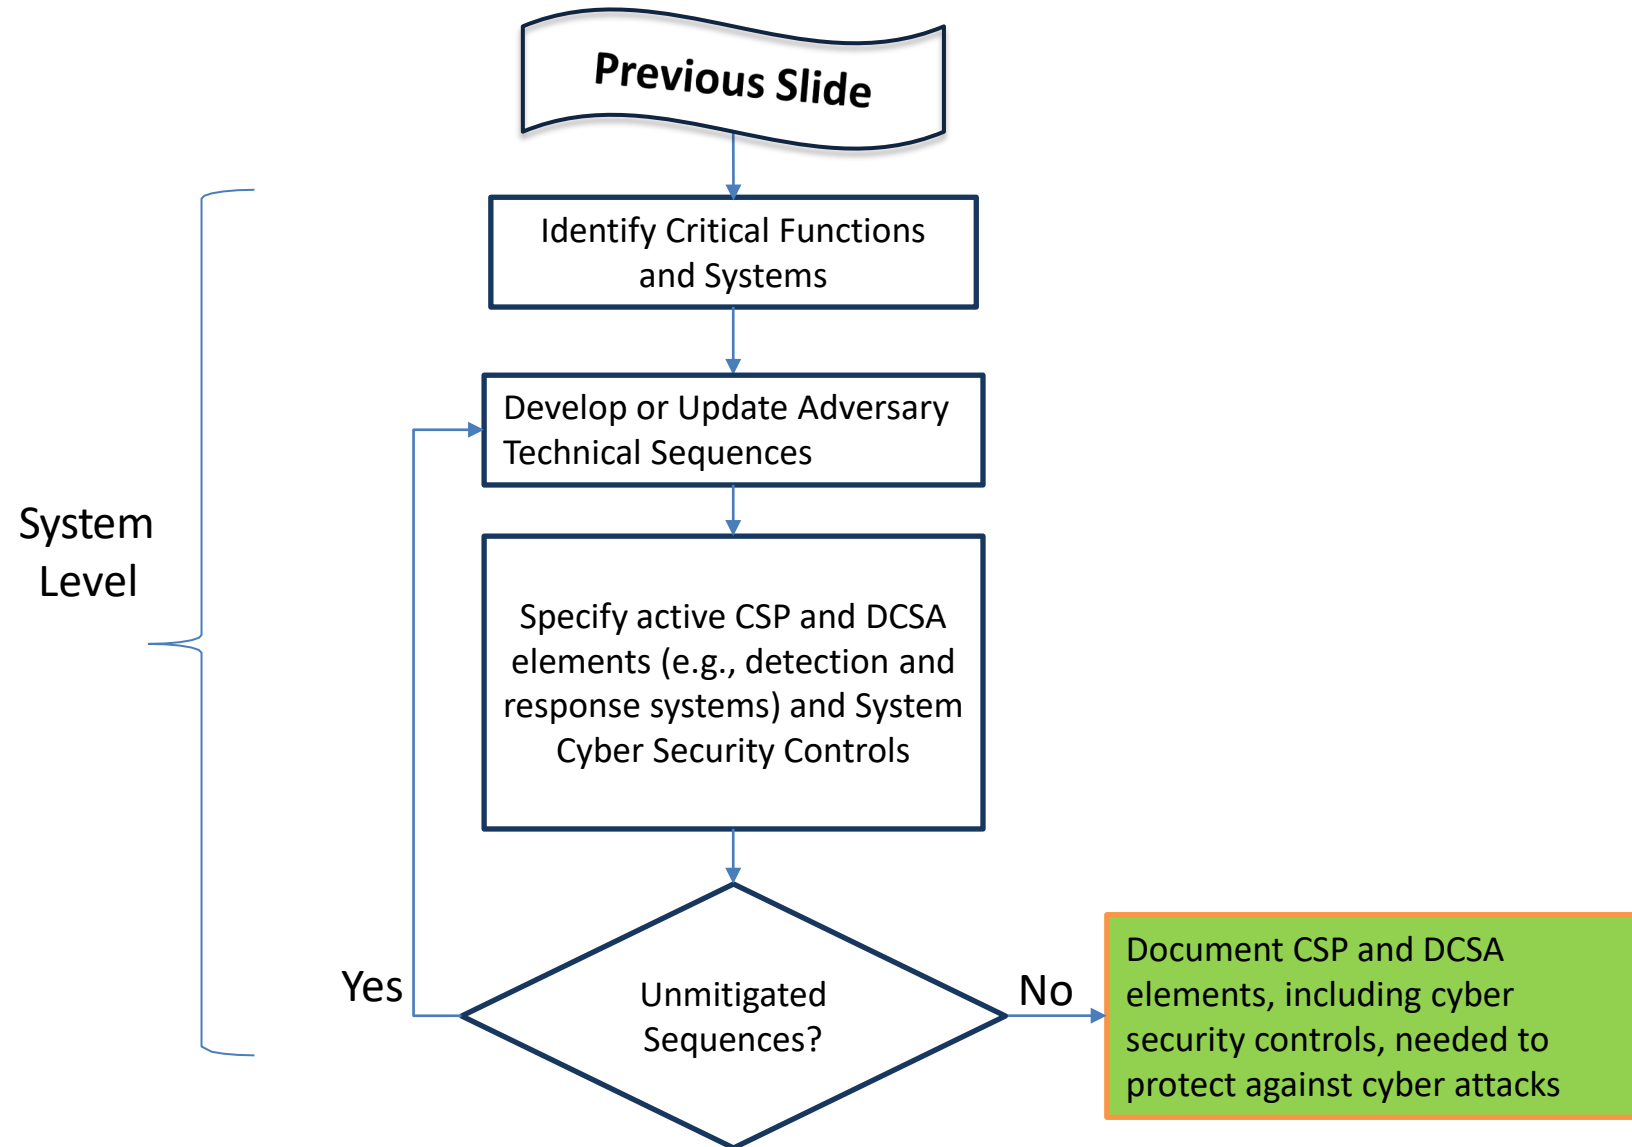 Previous Slide
Identify Critical Functions
and Systems
Develop or Update Adversary
Technical Sequences
System
Level
Specify active CSP and DCSA
elements (e.g., detection and
response systems) and System
Cyber Security Controls
Yes
Unmitigated
Sequences?
No
Document CSP and DCSA
elements, including cyber
security controls, needed to
protect against cyber attacks